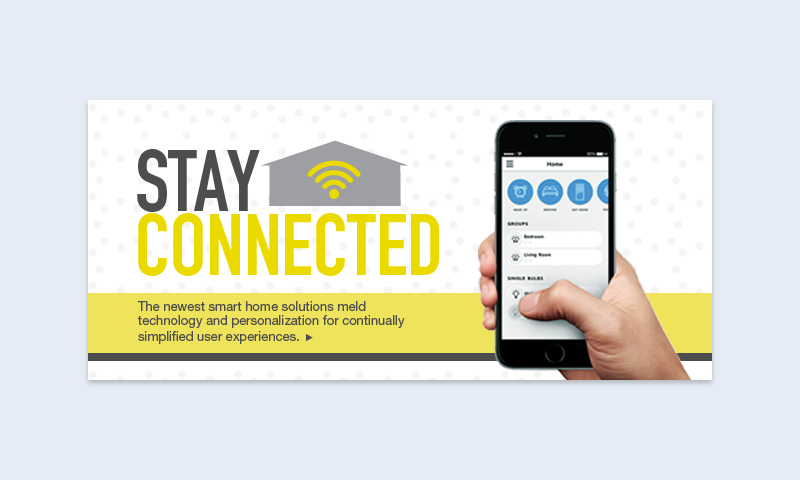 STAY
CONNECTED
The newest smart home solutions meld
technology and personalization for continually
simplified user experiences.
Home
GROUPS
Bedroom
Living Room
SINGLE BULBS